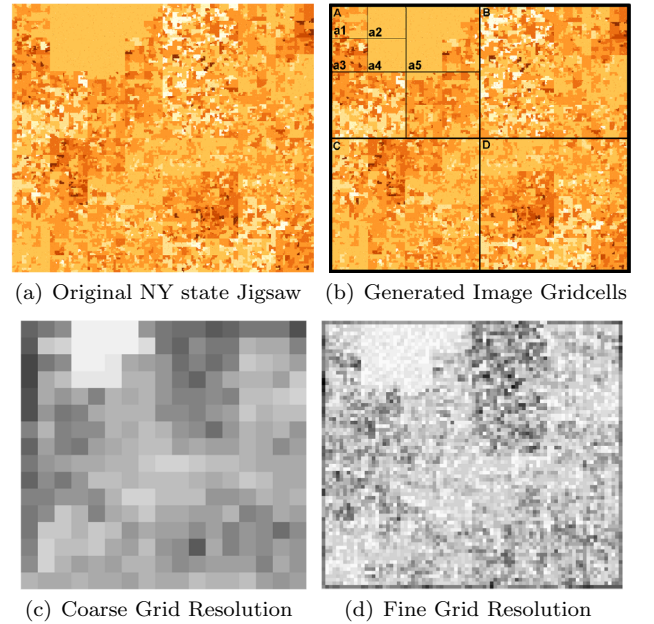 A
B
a1
a2
a3
a4
a5
C
D
(a) Original NY state Jigsaw
(b) Generated Image Gridcells
(c) Coarse Grid Resolution
(d) Fine Grid Resolution